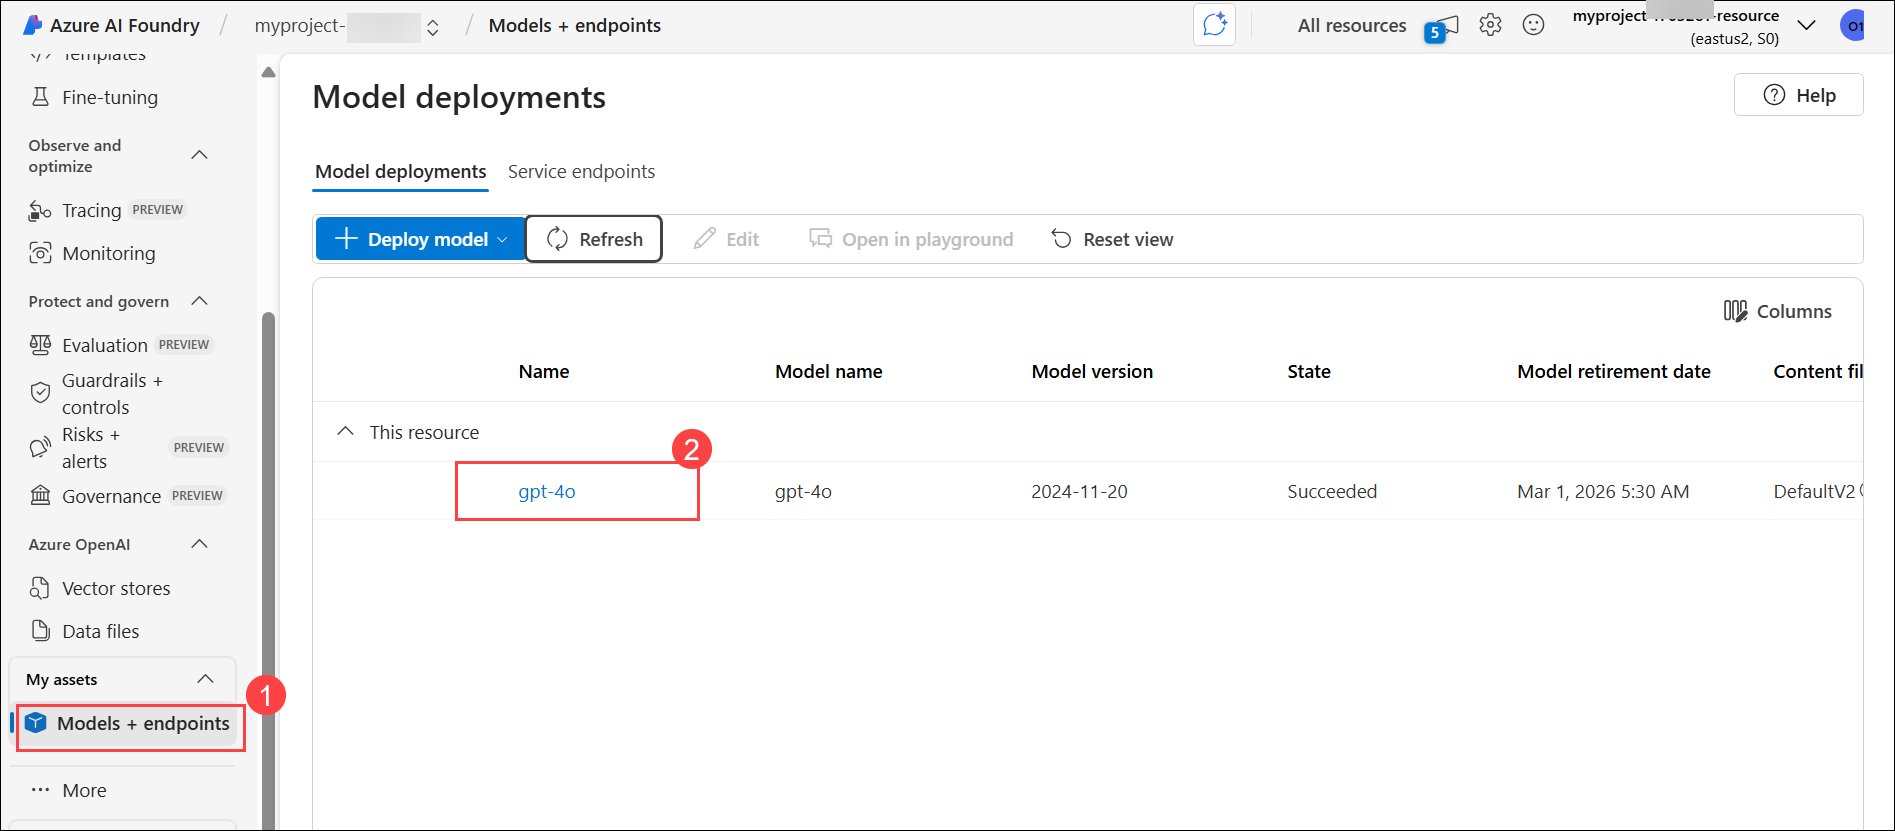 Azure AI Foundry / myproject- / Models + endpoints
All resources
5
myproject-
-resource
(eastus2, S0)
Templates
Fine-tuning
Observe and
optimize
Tracing PREVIEW
Monitoring
Protect and govern
Evaluation PREVIEW
Guardrails +
controls
Risks +
alerts PREVIEW
Governance PREVIEW
Azure OpenAI
Vector stores
Data files
My assets
1
Models + endpoints
More
Model deployments
Help
Model deployments Service endpoints
Deploy model Refresh Edit Open in playground Reset view
Columns
Name Model name Model version State Model retirement date Content fil
This resource
2
gpt-4o gpt-4o 2024-11-20 Succeeded Mar 1, 2026 5:30 AM DefaultV2